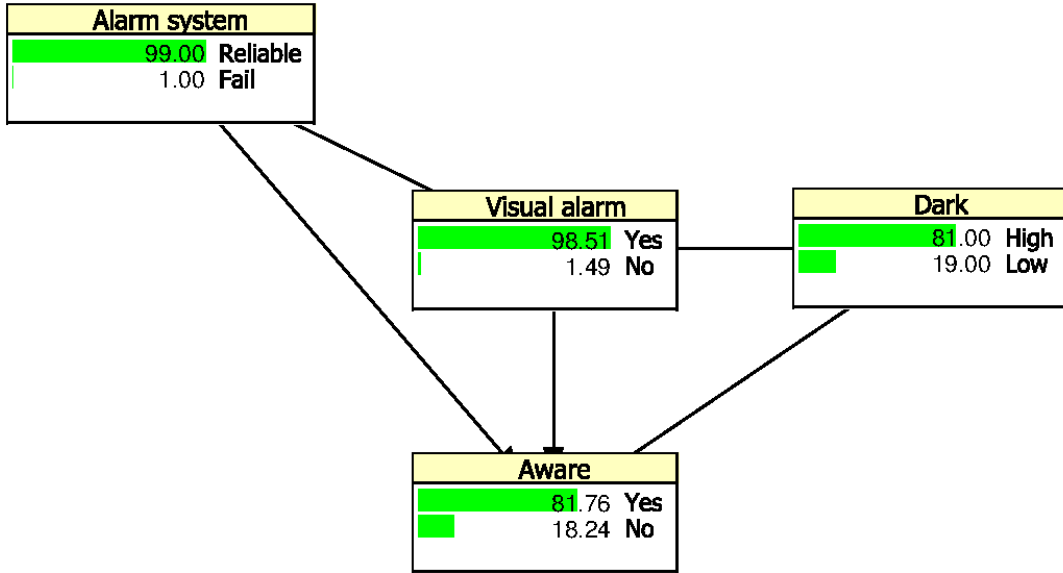 Alarm system
99.00 Reliable
1.00 Fail
Visual alarm
98.51 Yes
1.49 No
Dark
81.00 High
19.00 Low
Aware
81.76 Yes
18.24 No